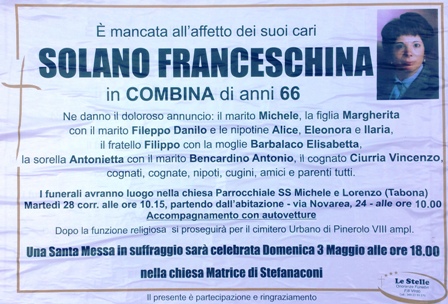 È mancata all'affetto dei suoi cari
SOLANO FRANCESCHINA
in COMBINA di anni 66
Ne danno il doloroso annuncio: il marito Michele, la figlia Margherita
con il marito Fileppo Danilo e le nipotine Alice, Eleonora e Ilaria,
il fratello Filippo con la moglie Barbalaco Elisabetta,
la sorella Antonietta con il marito Bencardino Antonio, il cognato Ciurria Vincenzo,
cognati, cognate, nipoti, cugini, amici e parenti tutti.
I funerali avranno luogo nella chiesa Parrocchiale SS Michele e Lorenzo (Tabona)
Martedì 28 corr. alle ore 10.15, partendo dall'abitazione - via Novarea, 24 - alle ore 10.00
Accompagnamento con autovetture
Dopo la funzione religiosa si proseguirà per il cimitero Urbano di Pinerolo VIII ampl.
Una Santa Messa in suffragio sarà celebrata Domenica 3 Maggio alle ore 18.00
nella chiesa Matrice di Stefanaconi
Il presente è partecipazione e ringraziamento
Le Stelle